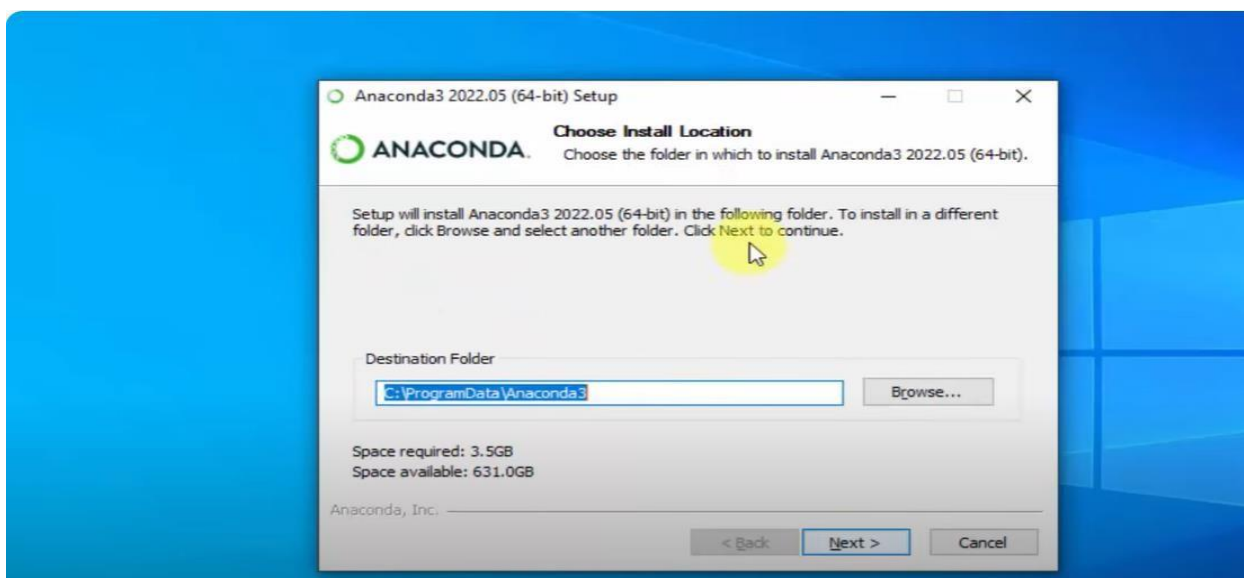 Anaconda3 2022.05 (64-bit) Setup
ANACONDA.
Choose Install Location
Choose the folder in which to install Anaconda3 2022.05 (64-bit).
Setup will install Anaconda3 2022.05 (64-bit) in the following folder. To install in a different
folder, click Browse and select another folder. Click Next to continue.
Destination Folder
C:\ProgramData\Anaconda3
Browse...
Space required: 3.5GB
Space available: 631.0GB
Anaconda, Inc.
< Back
Next >
Cancel